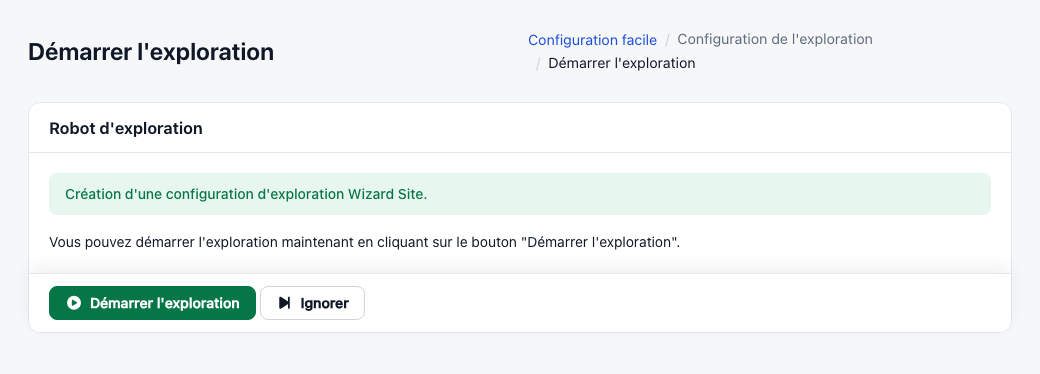 Démarrer l'exploration
Configuration facile / Configuration de l'exploration
/ Démarrer l'exploration
Robot d'exploration
Création d'une configuration d'exploration Wizard Site.
Vous pouvez démarrer l'exploration maintenant en cliquant sur le bouton "Démarrer l'exploration".
Démarrer l'exploration Ignorer